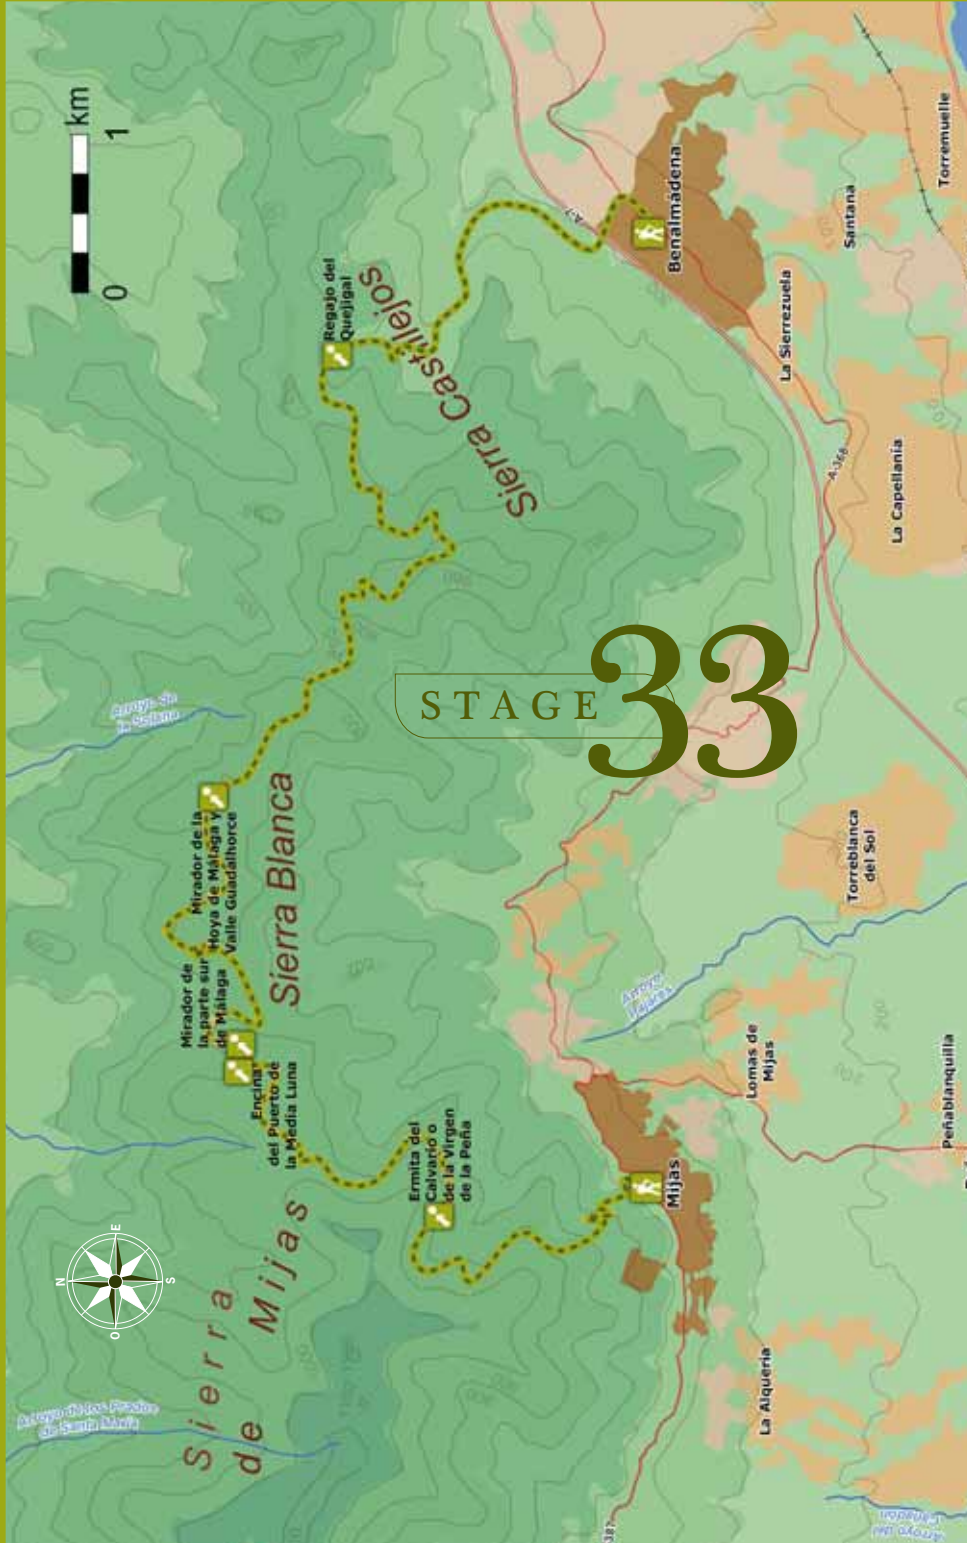 STAGE 33
N
O
E
S
0
1
km
Arroyo de los Prados
de Santa María
Sierra
de Mijas
Arroyo de
la Solana
Mirador de
la parte sur
de Málaga
Mirador de la
Hoya de Málaga y
Valle Guadalhorce
Encina
del Puerto de
la Media Luna
Sierra Blanca
Regajo del
Quejigal
Sierra Castillejos
Ermita del
Calvario o
de la Virgen
de la Peña
A-7
Mijas
Benalmádena
Arroyo
Pajares
387
La Alquería
Lomas de
Mijas
Torreblanca
del Sol
La Sierrezuela
A-368
Santana
La Capellanía
Torremuelle
Peñablanquilla
200
200